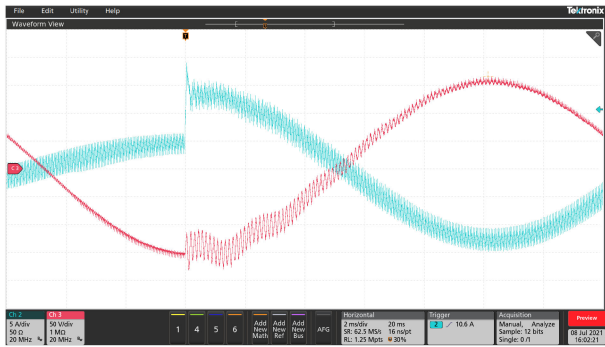 File Edit Utility Help
Tektronix
Waveform View
T
C3
Ch 2
5 A/div
50 Ω
20 MHz
Ch 3
50 V/div
1 MΩ
20 MHz
1 4 5 6
Add New Math
Add New Ref
Add New Bus
AFG
Horizontal
2 ms/div 20 ms
SR: 62.5 MS/s 16 ns/pt
RL: 1.25 Mpts 30%
Trigger
2 10.6 A
Acquisition
Manual, Analyze
Sample: 12 bits
Single: 0 /1
Preview
08 Jul 2021
16:02:21